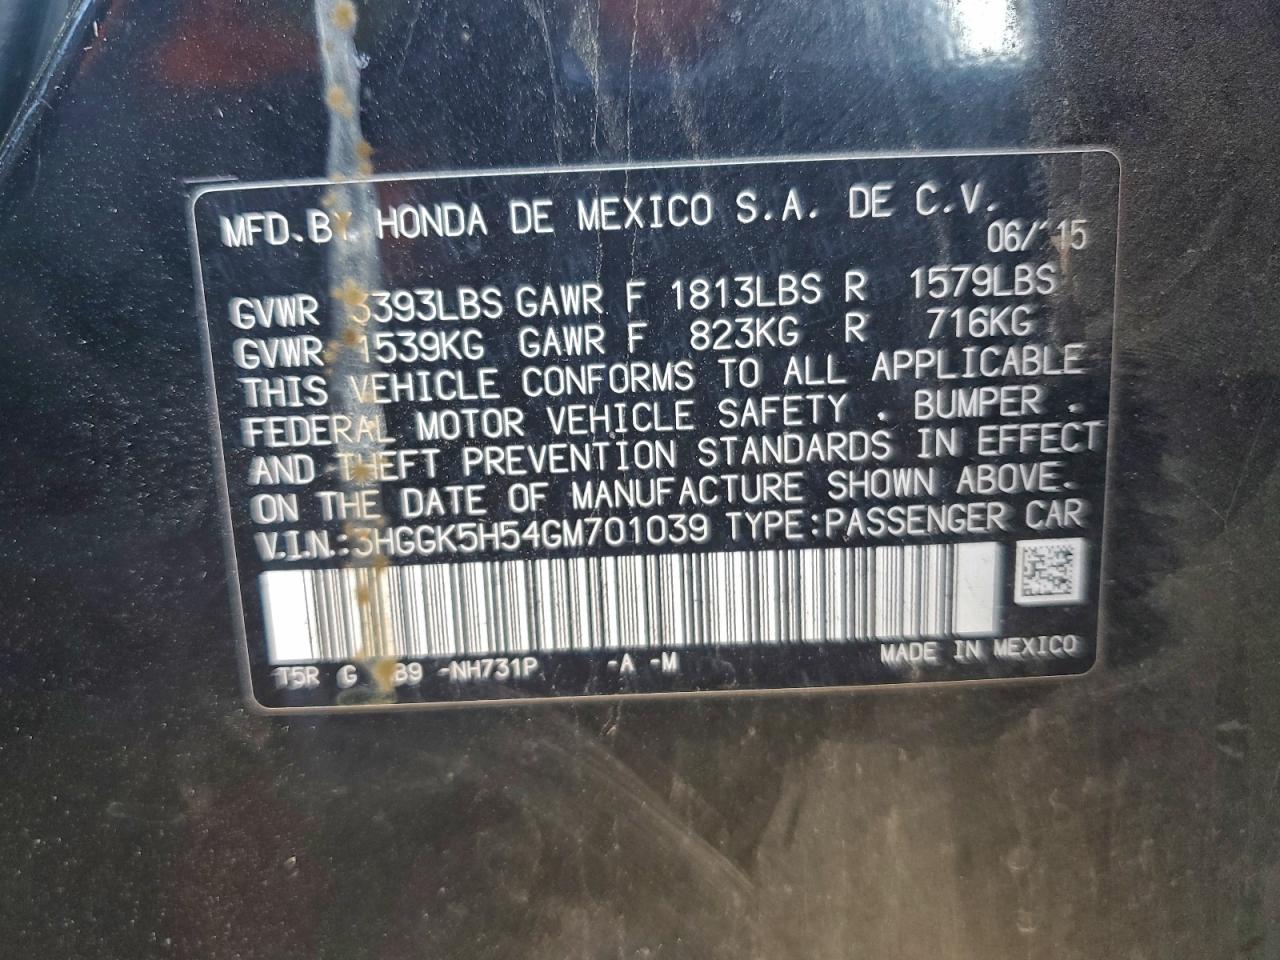 MFD. BY HONDA DE MEXICO S.A. DE C.V.
06/15
GVWR 3393LBS GAWR F 1813LBS R 1579LBS
GVWR 1539KG GAWR F 823KG R 716KG
THIS VEHICLE CONFORMS TO ALL APPLICABLE
FEDERAL MOTOR VEHICLE SAFETY , BUMPER ,
AND THEFT PREVENTION STANDARDS IN EFFECT
ON THE DATE OF MANUFACTURE SHOWN ABOVE.
V.I.N.:3HGGK5H54GM701039 TYPE:PASSENGER CAR
T5R G B9 -NH731P -A -M MADE IN MEXICO